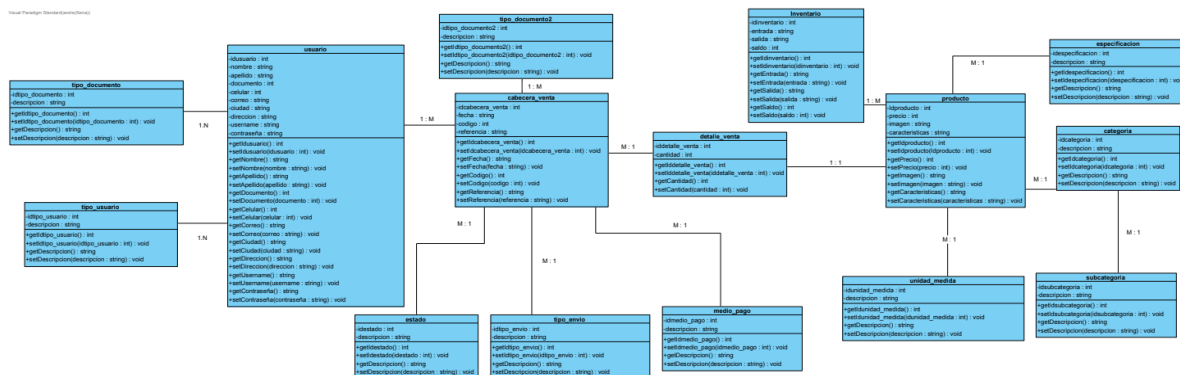 Visual Paradigm Standard(andre(Sena))
tipo_documento
-idtipo_documento : int
-descripcion : string
+getIdtipo_documento() : int
+setIdtipo_documento(idtipo_documento : int) : void
+getDescripcion() : string
+setDescripcion(descripcion : string) : void
1.N
tipo_usuario
-idtipo_usuario : int
-descripcion : string
+getIdtipo_usuario() : int
+setIdtipo_usuario(idtipo_usuario : int) : void
+getDescripcion() : string
+setDescripcion(descripcion : string) : void
1.N
usuario
-idusuario : int
-nombre : string
-apellido : string
-documento : int
-celular : int
-correo : string
-ciudad : string
-direccion : string
-username : string
-contraseña : string
+getIdusuario() : int
+setIdusuario(idusuario : int) : void
+getNombre() : string
+setNombre(nombre : string) : void
+getApellido() : string
+setApellido(apellido : string) : void
+getDocumento() : int
+setDocumento(documento : int) : void
+getCelular() : int
+setCelular(celular : int) : void
+getCorreo() : string
+setCorreo(correo : string) : void
+getCiudad() : string
+setCiudad(ciudad : string) : void
+getDireccion() : string
+setDireccion(direccion : string) : void
+getUsername() : string
+setUsername(username : string) : void
+getContraseña() : string
+setContraseña(contraseña : string) : void
1 : M
tipo_documento2
-idtipo_documento2 : int
-descripcion : string
+getIdtipo_documento2() : int
+setIdtipo_documento2(idtipo_documento2 : int) : void
+getDescripcion() : string
+setDescripcion(descripcion : string) : void
1 : M
cabecera_venta
-idcabecera_venta : int
-fecha : string
-codigo : int
-referencia : string
+getIdcabecera_venta() : int
+setIdcabecera_venta(idcabecera_venta : int) : void
+getFecha() : string
+setFecha(fecha : string) : void
+getCodigo() : int
+setCodigo(codigo : int) : void
+getReferencia() : string
+setReferencia(referencia : string) : void
M : 1
M : 1
M : 1
M : 1
estado
-idestado : int
-descripcion : string
+getIdestado() : int
+setIdestado(idestado : int) : void
+getDescripcion() : string
+setDescripcion(descripcion : string) : void
tipo_envio
-idtipo_envio : int
-descripcion : string
+getIdtipo_envio() : int
+setIdtipo_envio(idtipo_envio : int) : void
+getDescripcion() : string
+setDescripcion(descripcion : string) : void
medio_pago
-idmedio_pago : int
-descripcion : string
+getIdmedio_pago() : int
+setIdmedio_pago(idmedio_pago : int) : void
+getDescripcion() : string
+setDescripcion(descripcion : string) : void
detalle_venta
-iddetalle_venta : int
-cantidad : int
+getIddetalle_venta() : int
+setIddetalle_venta(iddetalle_venta : int) : void
+getCantidad() : int
+setCantidad(cantidad : int) : void
1 : 1
Inventario
-idinventario : int
-entrada : string
-salida : string
-saldo : int
+getIdinventario() : int
+setIdinventario(idinventario : int) : void
+getEntrada() : string
+setEntrada(entrada : string) : void
+getSalida() : string
+setSalida(salida : string) : void
+getSaldo() : int
+setSaldo(saldo : int) : void
1 : M
producto
-Idproducto : int
-precio : int
-imagen : string
-caracteristicas : string
+getIdproducto() : int
+setIdproducto(idproducto : int) : void
+getPrecio() : int
+setPrecio(precio : int) : void
+getImagen() : string
+setImagen(imagen : string) : void
+getCaracteristicas() : string
+setCaracteristicas(caracteristicas : string) : void
M : 1
M : 1
M : 1
M : 1
especificacion
-idespecificacion : int
-descripcion : string
+getIdespecificacion() : int
+setIdespecificacion(idespecificacion : int) : vo
+getDescripcion() : string
+setDescripcion(descripcion : string) : void
categoria
-idcategoria : int
-descripcion : string
+getIdcategoria() : int
+setIdcategoria(idcategoria : int) : void
+getDescripcion() : string
+setDescripcion(descripcion : string) : void
unidad_medida
-idunidad_medida : int
-descripcion : string
+getIdunidad_medida() : int
+setIdunidad_medida(idunidad_medida : int) : void
+getDescripcion() : string
+setDescripcion(descripcion : string) : void
subcategoria
-idsubcategoria : int
-descripcion : string
+getIdsubcategoria() : int
+setIdsubcategoria(idsubcategoria : int) : void
+getDescripcion() : string
+setDescripcion(descripcion : string) : void